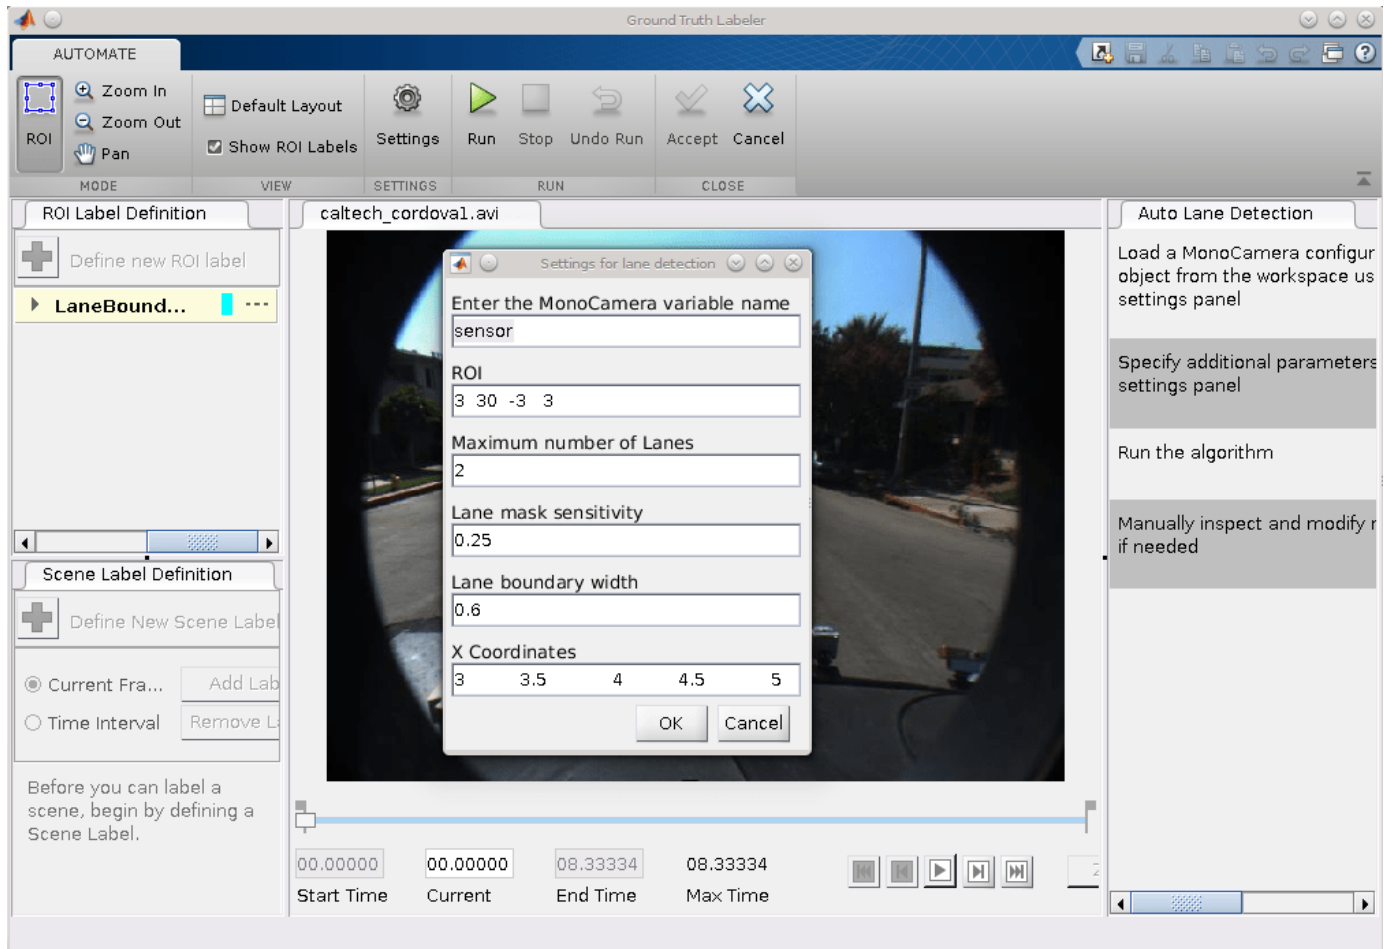 Ground Truth Labeler
AUTOMATE
ROI
Zoom In
Zoom Out
Pan
MODE
Default Layout
Show ROI Labels
VIEW
Settings
SETTINGS
Run
Stop
Undo Run
RUN
Accept
Cancel
CLOSE
ROI Label Definition
Define new ROI label
LaneBound...
Scene Label Definition
Define New Scene Label
Current Fra...
Add Lab
Time Interval
Remove La
Before you can label a
scene, begin by defining a
Scene Label.
caltech_cordova1.avi
Settings for lane detection
Enter the MonoCamera variable name
sensor
ROI
3 30 -3 3
Maximum number of Lanes
2
Lane mask sensitivity
0.25
Lane boundary width
0.6
X Coordinates
3 3.5 4 4.5 5
OK Cancel
00.00000 00.00000 08.33334 08.33334
Start Time Current End Time Max Time
Auto Lane Detection
Load a MonoCamera configur
object from the workspace us
settings panel
Specify additional parameters
settings panel
Run the algorithm
Manually inspect and modify r
if needed